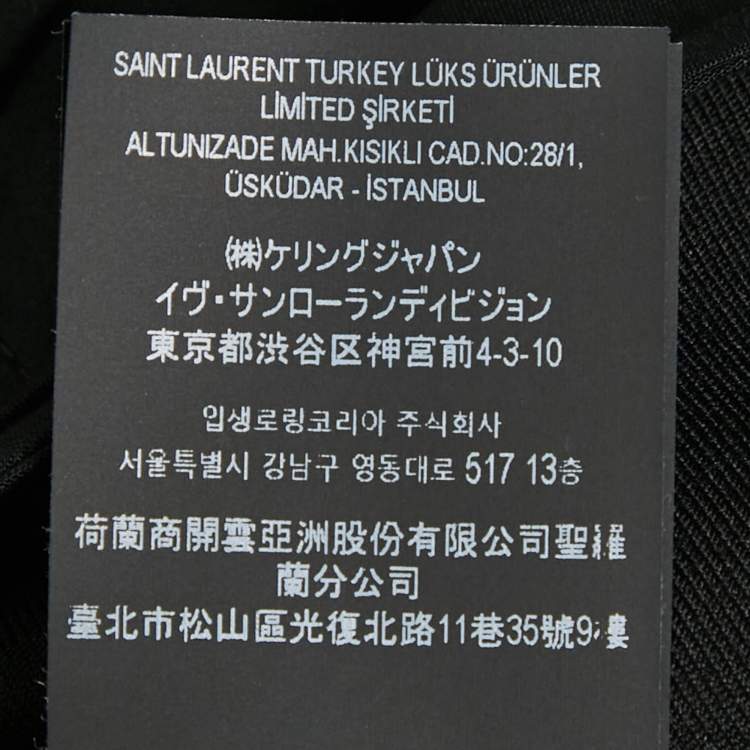 SAINT LAURENT TURKEY LÜKS ÜRÜNLER
LİMİTED ŞİRKETİ
ALTUNIZADE MAH.KISIKLI CAD.NO:28/1,
ÜSKÜDAR - İSTANBUL
㈱ケリングジャパン
イヴ・サンローランディビジョン
東京都渋谷区神宮前4-3-10
입생로링코리아 주식회사
서울특별시 강남구 영동대로 517 13층
荷蘭商開雲亞洲股份有限公司聖羅
蘭分公司
臺北市松山區光復北路11巷35號9樓